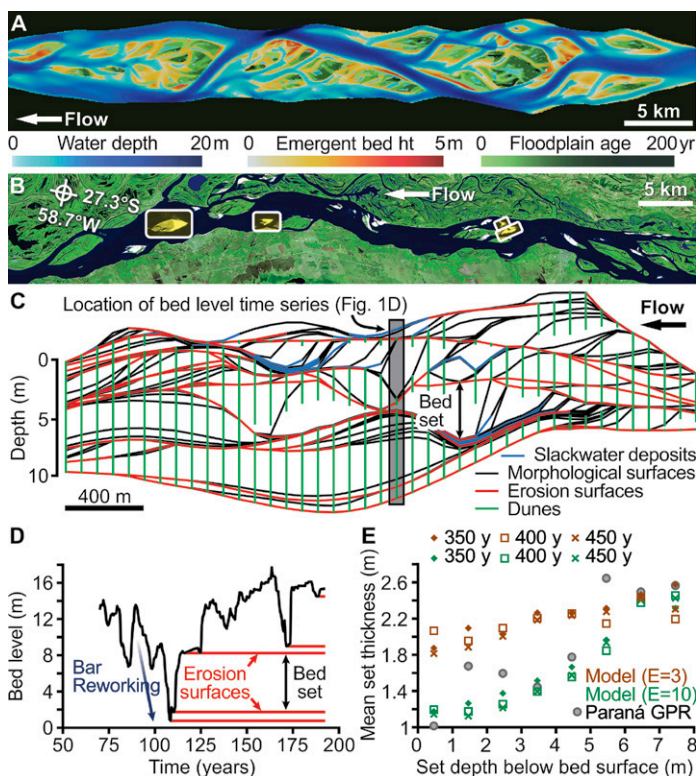 A
Flow
5 km
Water depth
Emergent bed ht
Floodplain age
0
20 m
0
5 m
0
200 yr
B
27.3°S
58.7°W
Flow
5 km
C
Location of bed level time series (Fig. 1D)
Flow
Depth (m)
0
5
10
Bed
set
400 m
Slackwater deposits
Morphological surfaces
Erosion surfaces
Dunes
D
Bed level (m)
16
12
8
4
0
Bar
Reworking
Erosion
surfaces
Bed
set
50 75 100 125 150 175 200
Time (years)
E
350 y 400 y 450 y
350 y 400 y 450 y
Mean set thickness (m)
2.6
2.2
1.8
1.4
1
Model (E=3)
Model (E=10)
Paraná GPR
0 1 2 3 4 5 6 7 8
Set depth below bed surface (m)